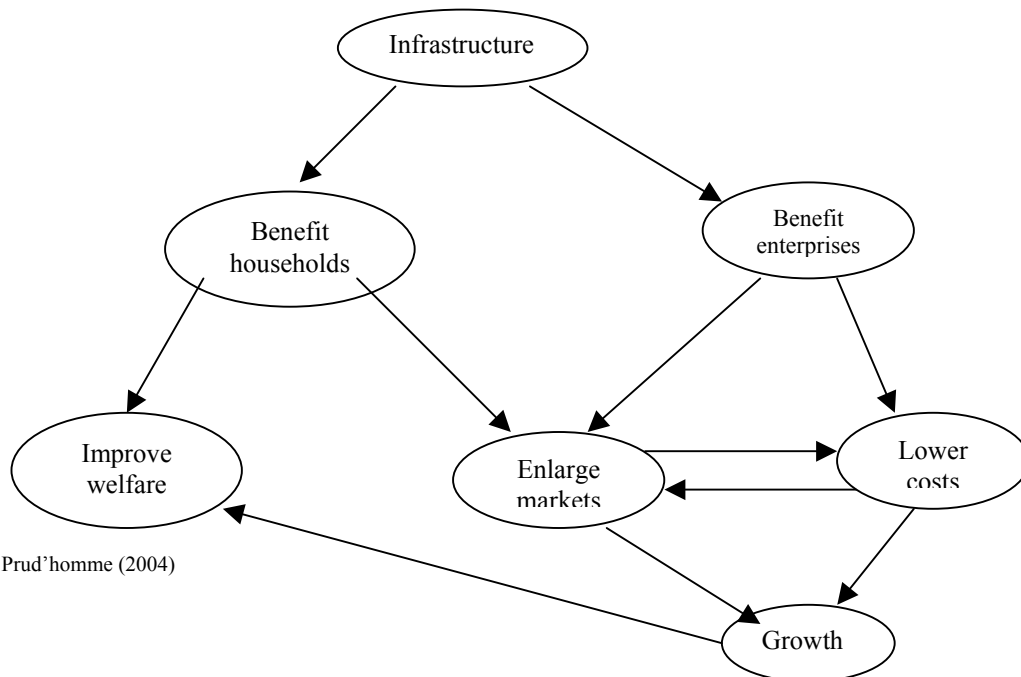 Infrastructure
Benefit
households
Benefit
enterprises
Improve
welfare
Enlarge
markets
Lower
costs
Prud’homme (2004)
Growth